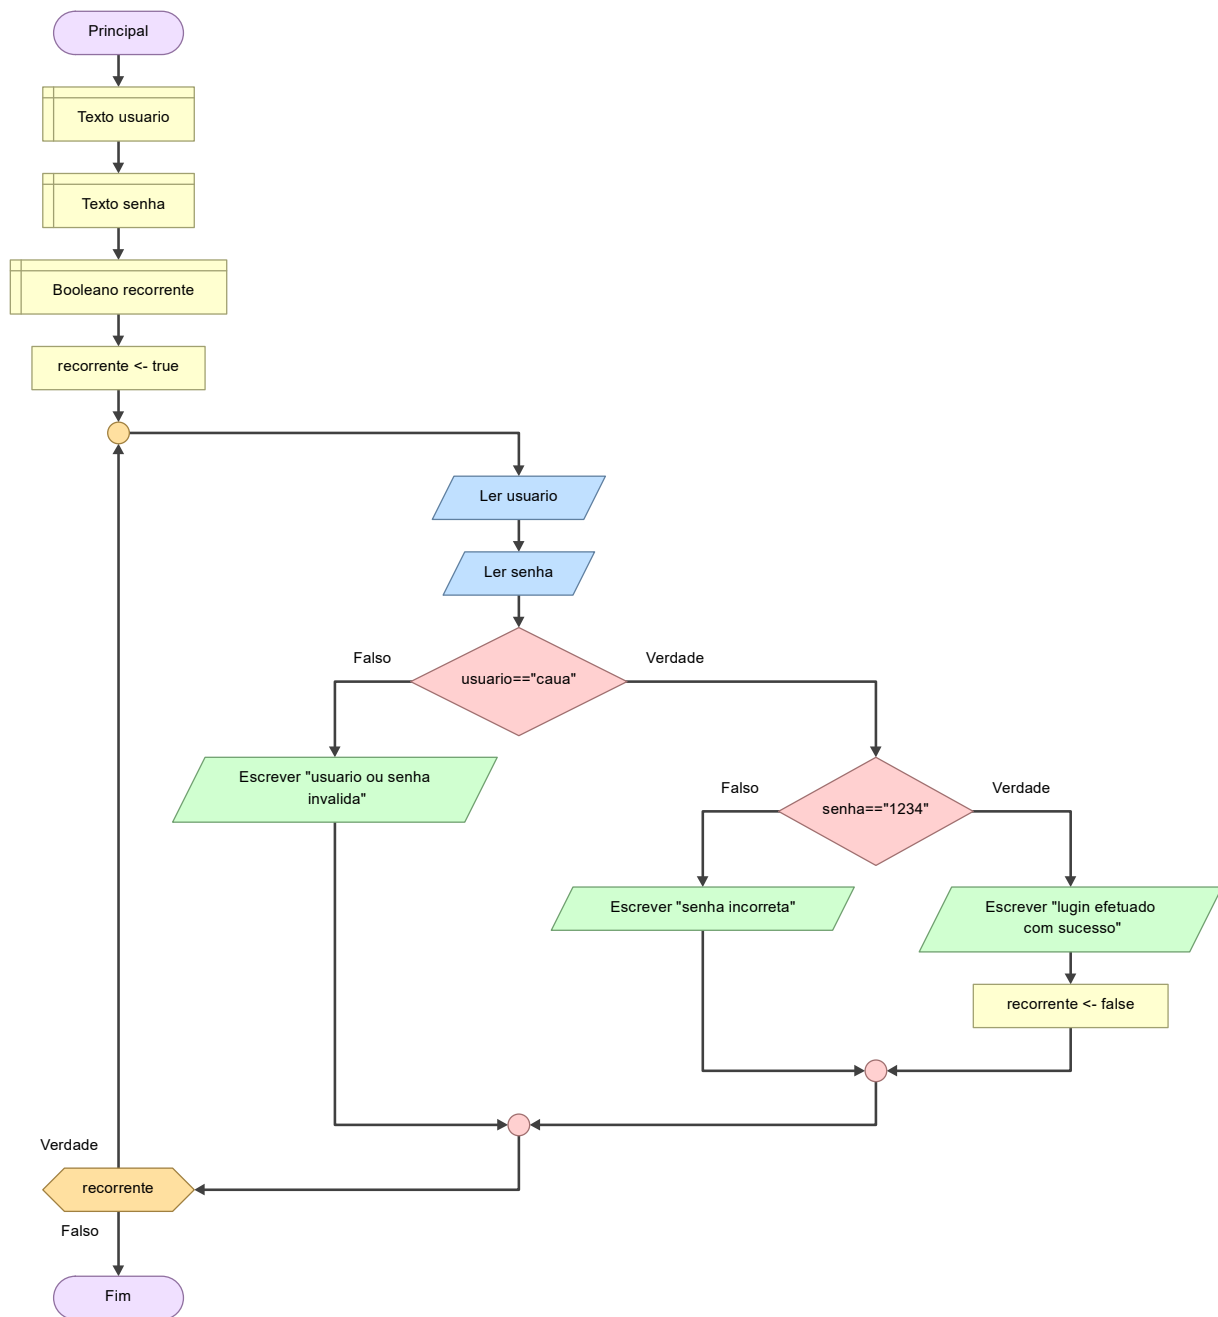 Principal
Texto usuario
Texto senha
Booleano recorrente
recorrente <- true
Ler usuario
Ler senha
Falso
Verdade
usuario=="caua"
Escrever "usuario ou senha
invalida"
Falso
Verdade
senha=="1234"
Escrever "senha incorreta"
Escrever "lugin efetuado
com sucesso"
recorrente <- false
Verdade
recorrente
Falso
Fim